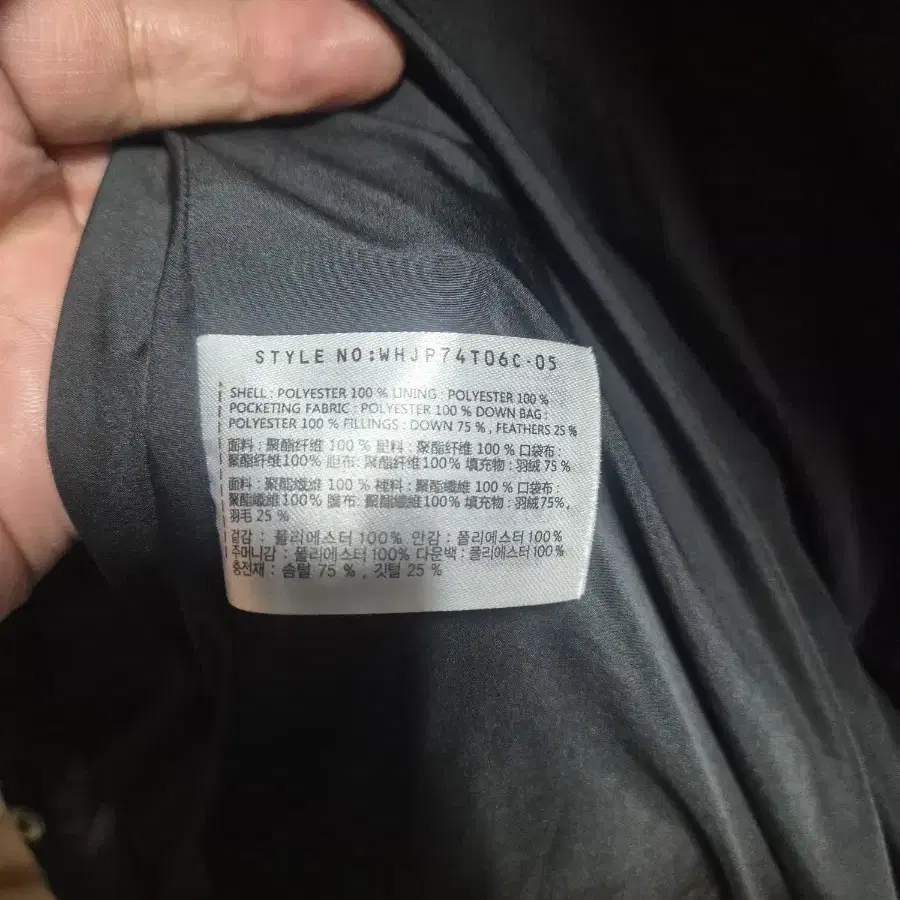 STYLE NO:WHJP74T06C-05
SHELL : POLYESTER 100 % LINING : POLYESTER 100 %
POCKETING FABRIC : POLYESTER 100 % DOWN BAG :
POLYESTER 100 % FILLINGS : DOWN 75 % , FEATHERS 25 %
面料 : 聚酯纤维 100 % 里料 : 聚酯纤维 100 % 口袋布 :
聚酯纤维100% 胆布 : 聚酯纤维100% 填充物 : 羽绒 75 %
面料 : 聚酯纖維 100 % 裡料 : 聚酯纖維 100 % 口袋布 :
聚酯纖維100% 膽布 : 聚酯纖維100% 填充物 : 羽绒75%,
羽毛 25 %
겉감 : 폴리에스터 100% 안감 : 폴리에스터 100%
주머니감 : 폴리에스터 100% 다운백 : 폴리에스터 100%
충전재 : 솜털 75 % , 깃털 25 %